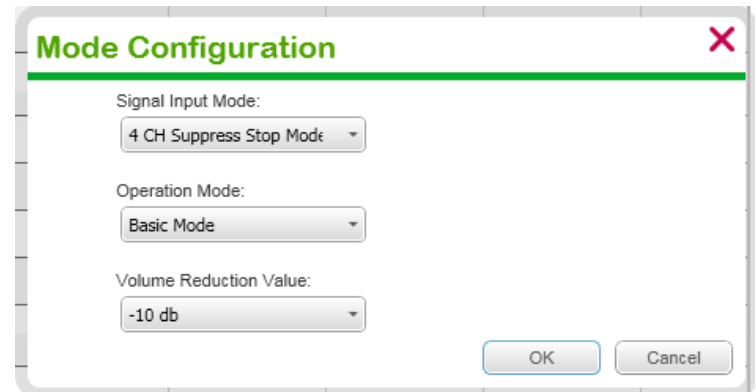 Mode Configuration
Signal Input Mode:
4 CH Suppress Stop Mode
Operation Mode:
Basic Mode
Volume Reduction Value:
-10 db
OK Cancel